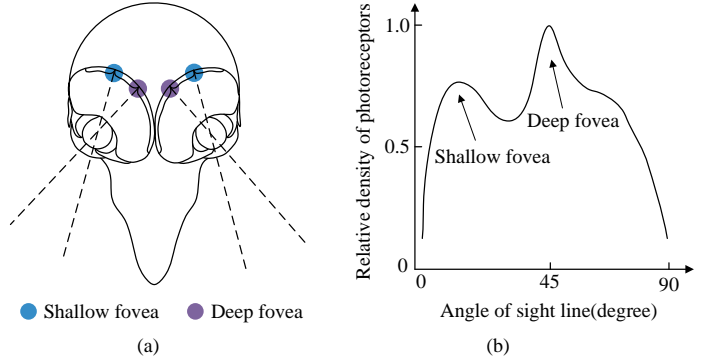 Shallow fovea
Deep fovea
(a)
Relative density of photoreceptors
1.0
0.5
0
Shallow fovea
Deep fovea
0
45
90
Angle of sight line(degree)
(b)